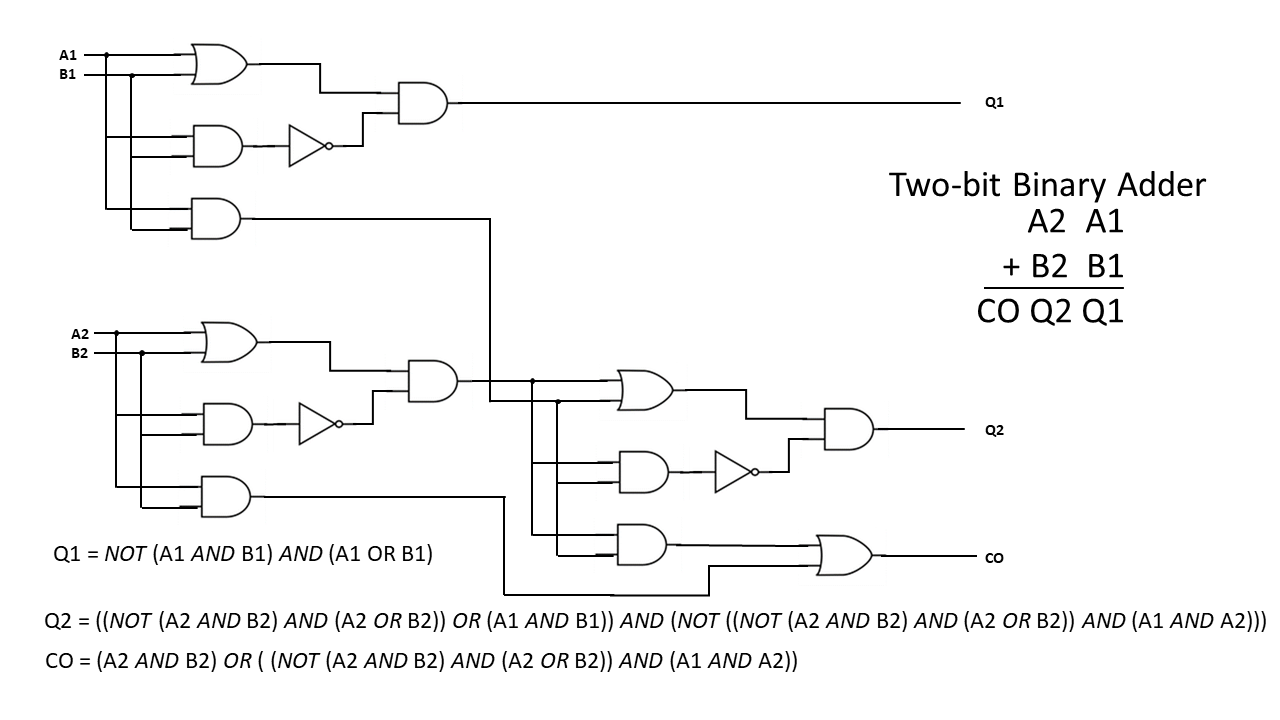 A1
B1
Q1
Two-bit Binary Adder
A2 A1
+ B2 B1
CO Q2 Q1
A2
B2
Q2
CO
Q1 = NOT (A1 AND B1) AND (A1 OR B1)
Q2 = ((NOT (A2 AND B2) AND (A2 OR B2)) OR (A1 AND B1)) AND (NOT ((NOT (A2 AND B2) AND (A2 OR B2)) AND (A1 AND A2)))
CO = (A2 AND B2) OR ( (NOT (A2 AND B2) AND (A2 OR B2)) AND (A1 AND A2))